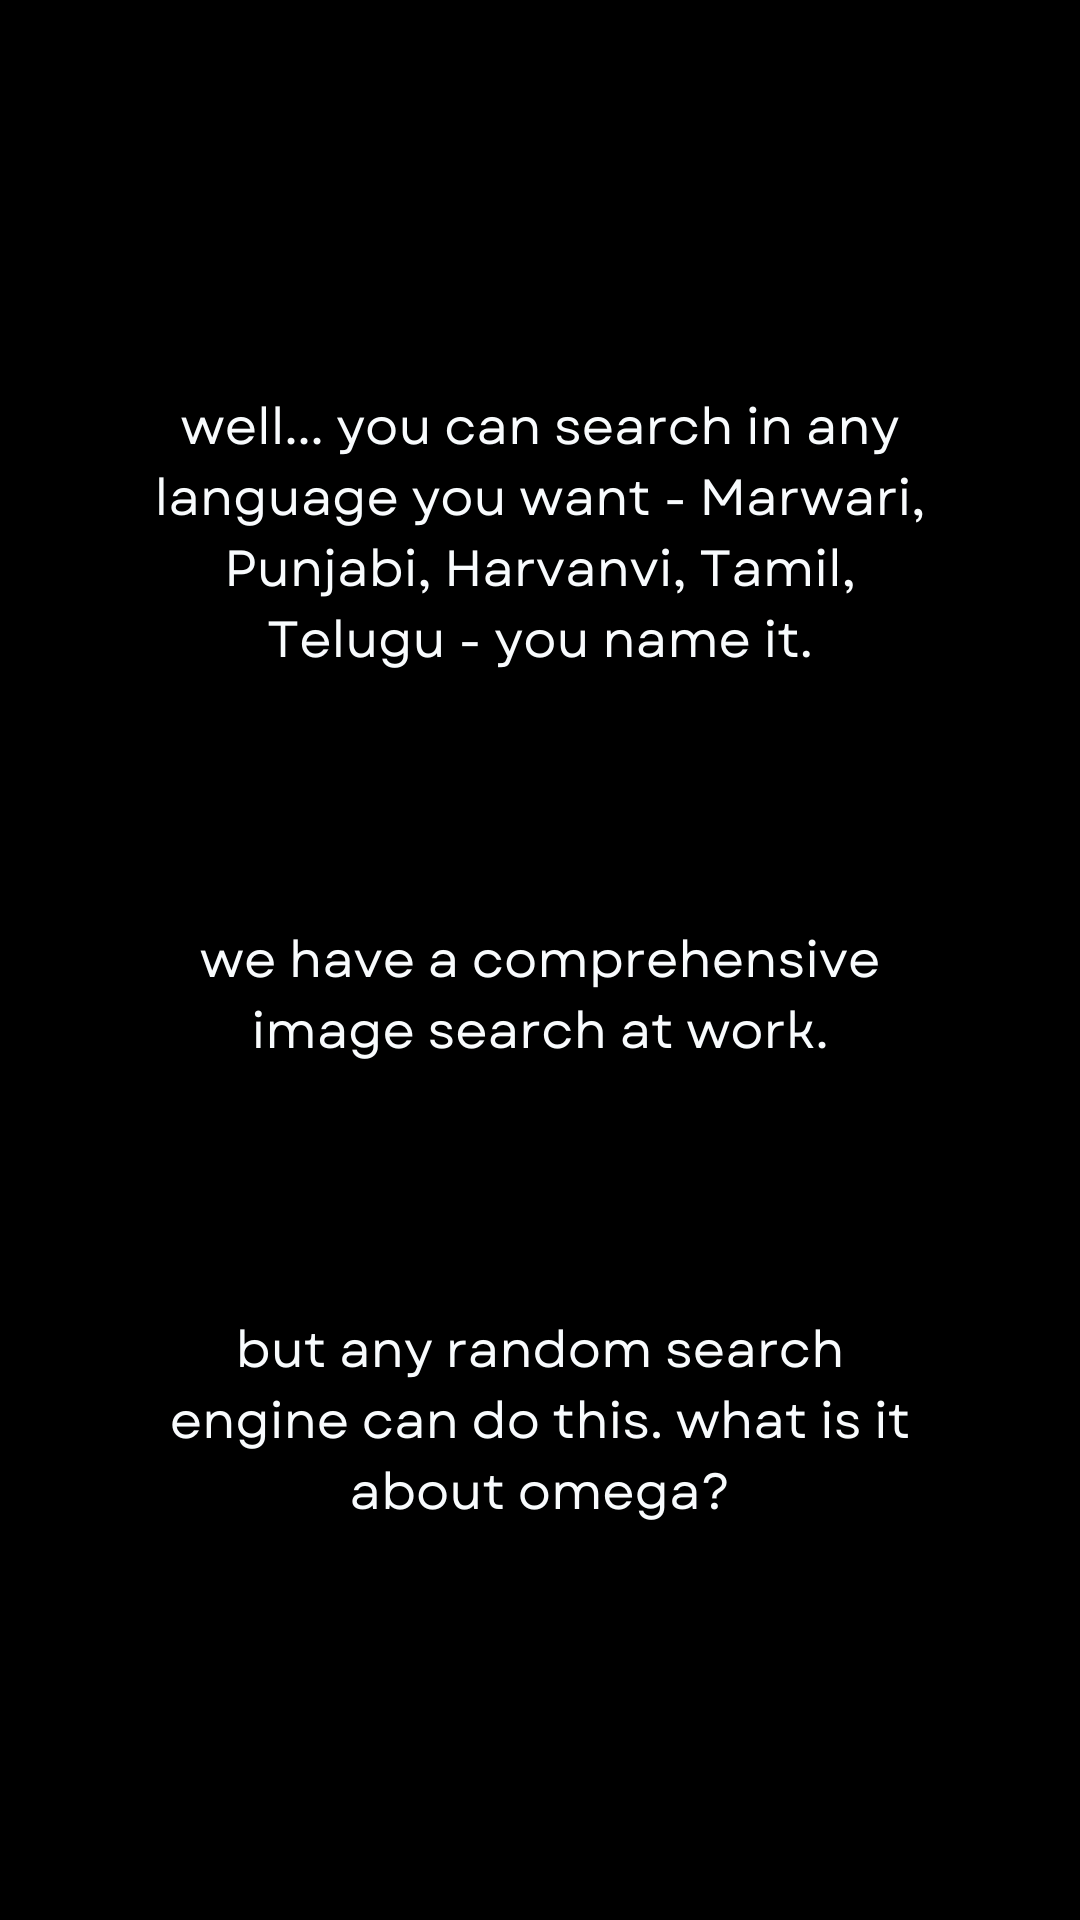 well... you can search in any
language you want - Marwari,
Punjabi, Harvanvi, Tamil,
Telugu - you name it.
we have a comprehensive
image search at work.
but any random search
engine can do this. what is it
about omega?